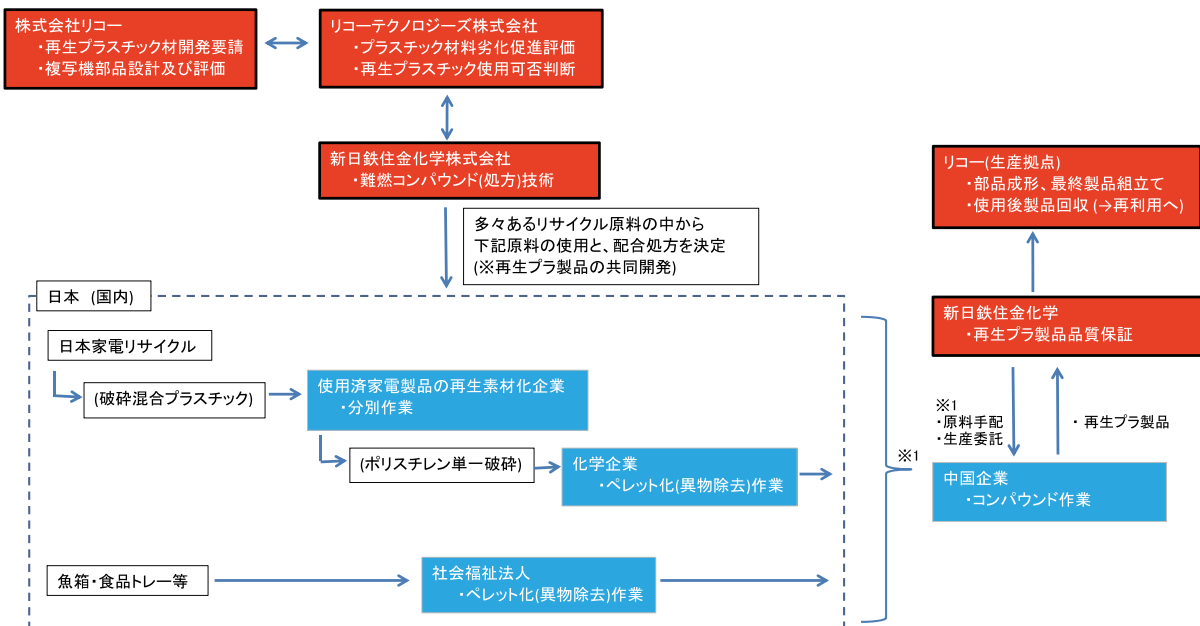 株式会社リコー
・再生プラスチック材開発要請
・複写機部品設計及び評価
リコーテクノロジーズ株式会社
・プラスチック材料劣化促進評価
・再生プラスチック使用可否判断
新日鉄住金化学株式会社
・難燃コンパウンド(処方)技術
多々あるリサイクル原料の中から
下記原料の使用と、配合処方を決定
(※再生プラ製品の共同開発)
日本 (国内)
日本家電リサイクル
(破砕混合プラスチック)
使用済家電製品の再生素材化企業
・分別作業
(ポリスチレン単一破砕)
化学企業
・ペレット化(異物除去)作業
魚箱・食品トレー等
社会福祉法人
・ペレット化(異物除去)作業
※1
リコー(生産拠点)
・部品成形、最終製品組立て
・使用後製品回収 (→再利用へ)
新日鉄住金化学
・再生プラ製品品質保証
※1
・原料手配
・生産委託
・再生プラ製品
中国企業
・コンパウンド作業